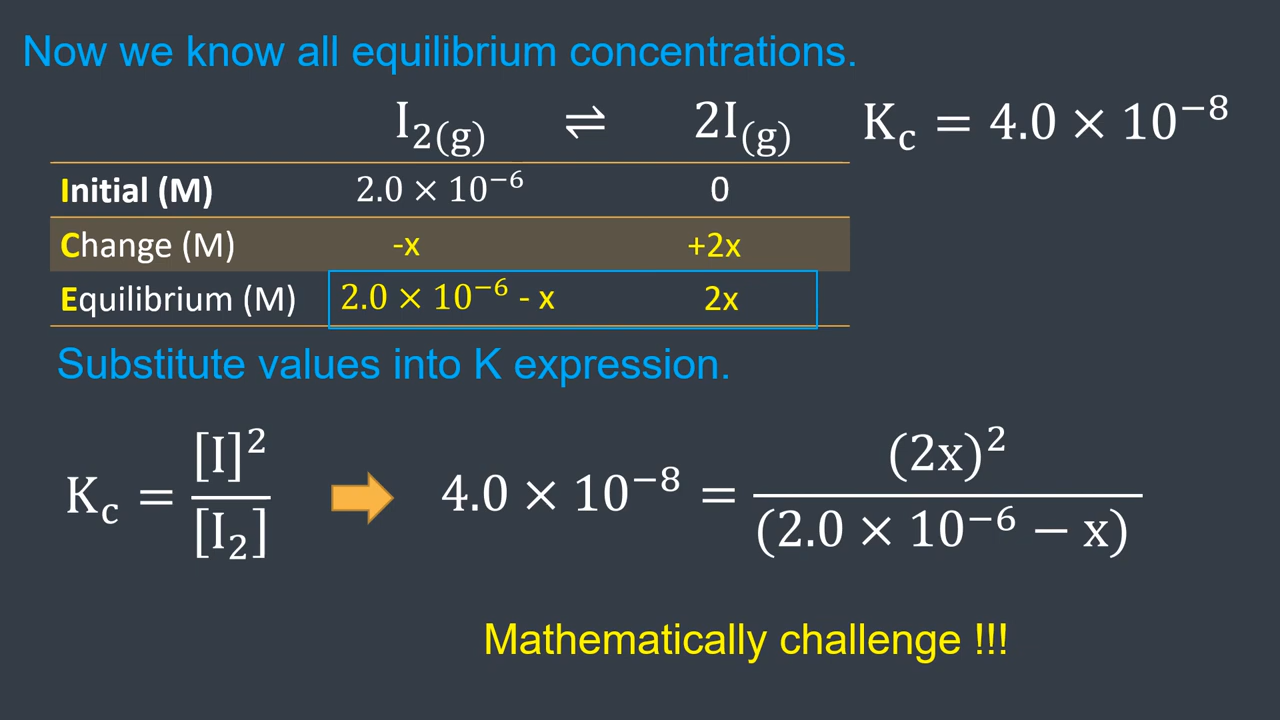 Now we know all equilibrium concentrations.
I₂(g) ⇌ 2I(g) K_c = 4.0 × 10⁻⁸
Initial (M) 2.0 × 10⁻⁶ 0
Change (M) -x +2x
Equilibrium (M) 2.0 × 10⁻⁶ - x 2x
Substitute values into K expression.
K_c = [I]² / [I₂] 4.0 × 10⁻⁸ = (2x)² / (2.0 × 10⁻⁶ − x)
Mathematically challenge !!!